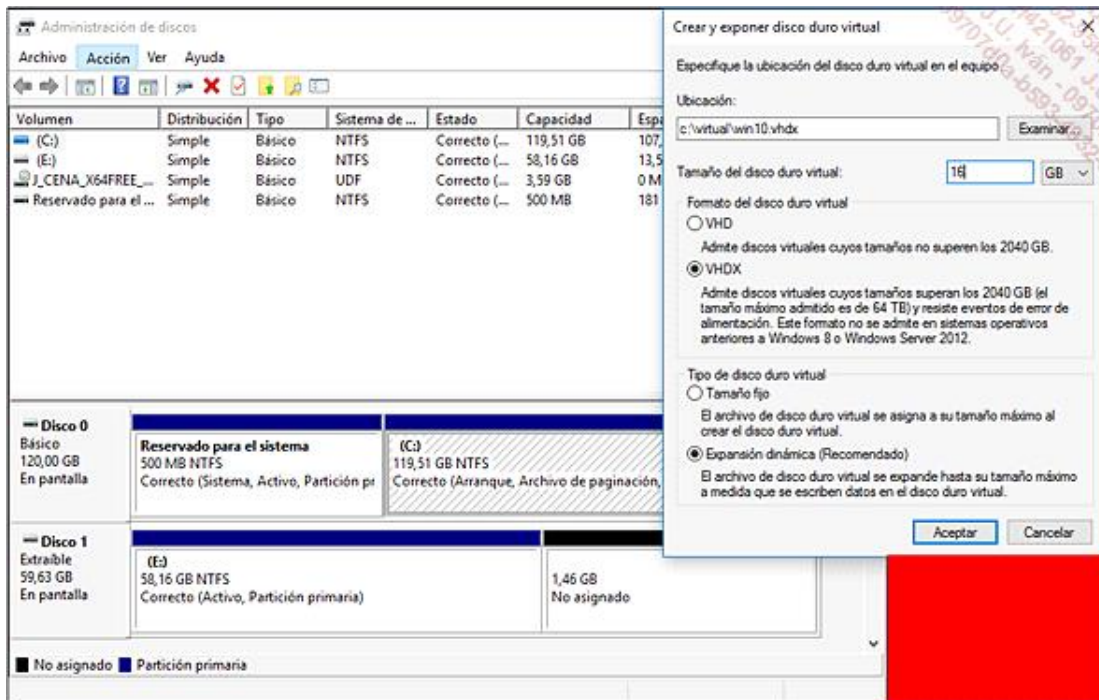 Administración de discos
Archivo Acción Ver Ayuda
Volumen Distribución Tipo Sistema de ... Estado Capacidad
(C:) Simple Básico NTFS Correcto (... 119,51 GB 107,
(E:) Simple Básico NTFS Correcto (... 58,16 GB 13,5
J_CENA_X64FREE_... Simple Básico UDF Correcto (... 3,59 GB 0 M
Reservado para el ... Simple Básico NTFS Correcto (... 500 MB 181
Disco 0
Básico
120,00 GB
En pantalla
Reservado para el sistema
500 MB NTFS
Correcto (Sistema, Activo, Partición pr
(C:)
119,51 GB NTFS
Correcto (Arranque, Archivo de paginación,
Disco 1
Extraíble
59,63 GB
En pantalla
(E:)
58,16 GB NTFS
Correcto (Activo, Partición primaria)
1,46 GB
No asignado
No asignado Partición primaria
Crear y exponer disco duro virtual
Especifique la ubicación del disco duro virtual en el equipo
Ubicación:
c:\virtual\win10.vhdx Examinar...
Tamaño del disco duro virtual: 16 GB
Formato del disco duro virtual
VHD
Admite discos virtuales cuyos tamaños no superen los 2040 GB.
VHDX
Admite discos virtuales cuyos tamaños superan los 2040 GB (el
tamaño máximo admitido es de 64 TB) y resiste eventos de error de
alimentación. Este formato no se admite en sistemas operativos
anteriores a Windows 8 o Windows Server 2012.
Tipo de disco duro virtual
Tamaño fijo
El archivo de disco duro virtual se asigna a su tamaño máximo al
crear el disco duro virtual.
Expansión dinámica (Recomendado)
El archivo de disco duro virtual se expande hasta su tamaño máximo
a medida que se escriben datos en el disco duro virtual.
Aceptar Cancelar